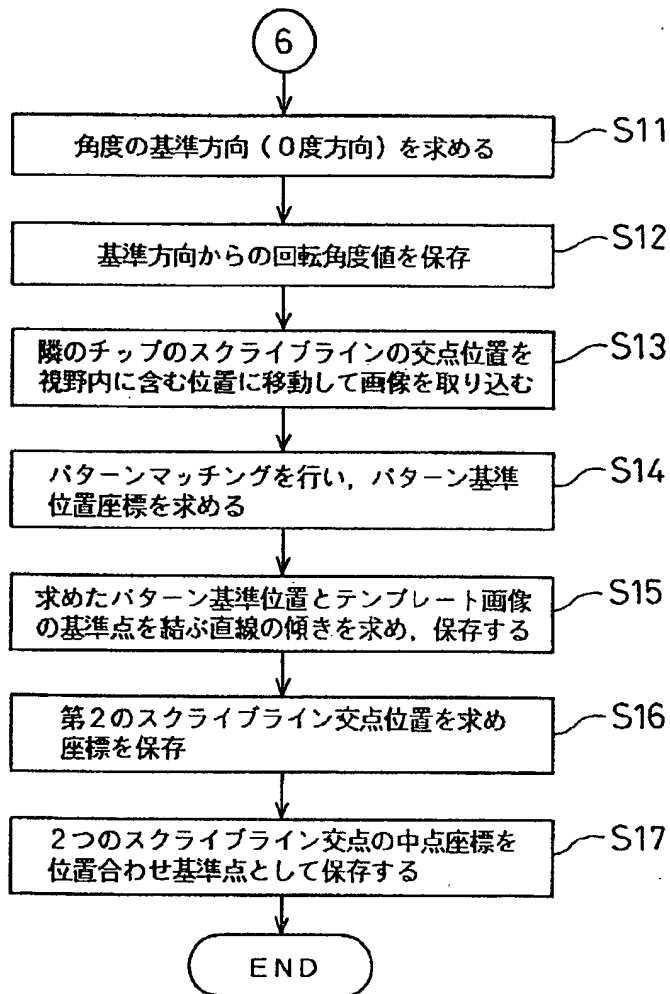 6
角度の基準方向（0度方向）を求める
S11
基準方向からの回転角度値を保存
S12
隣のチップのスクライブラインの交点位置を
視野内に含む位置に移動して画像を取り込む
S13
パターンマッチングを行い，パターン基準
位置座標を求める
S14
求めたパターン基準位置とテンプレート画像
の基準点を結ぶ直線の傾きを求め，保存する
S15
第2のスクライブライン交点位置を求め
座標を保存
S16
2つのスクライブライン交点の中点座標を
位置合わせ基準点として保存する
S17
END